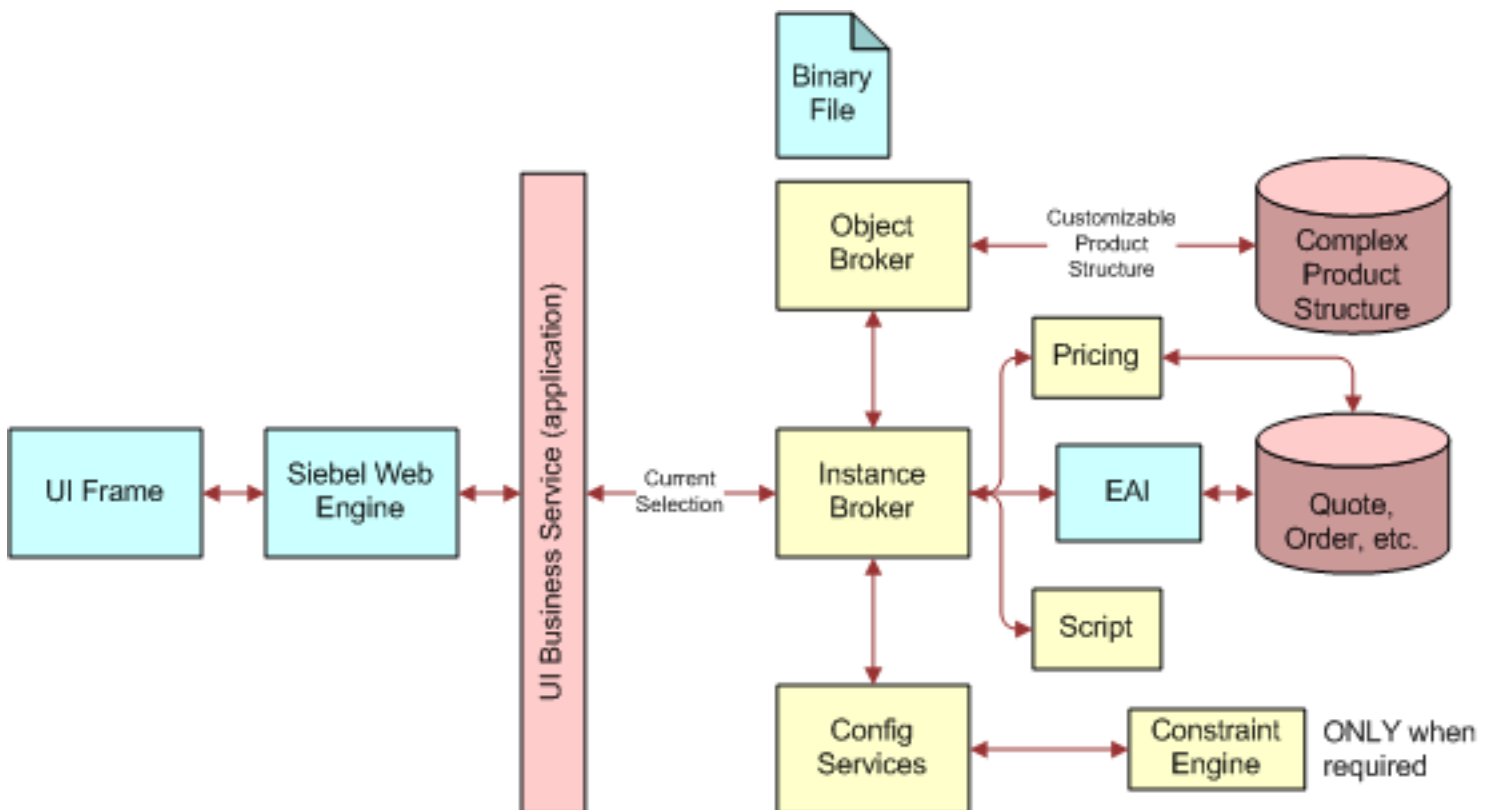 Binary
File
Object
Broker
Customizable
Product
Structure
Complex
Product
Structure
Pricing
UI Frame
Siebel Web
Engine
UI Business Service (application)
Current
Selection
Instance
Broker
EAI
Quote,
Order, etc.
Script
Config
Services
Constraint
Engine
ONLY when
required